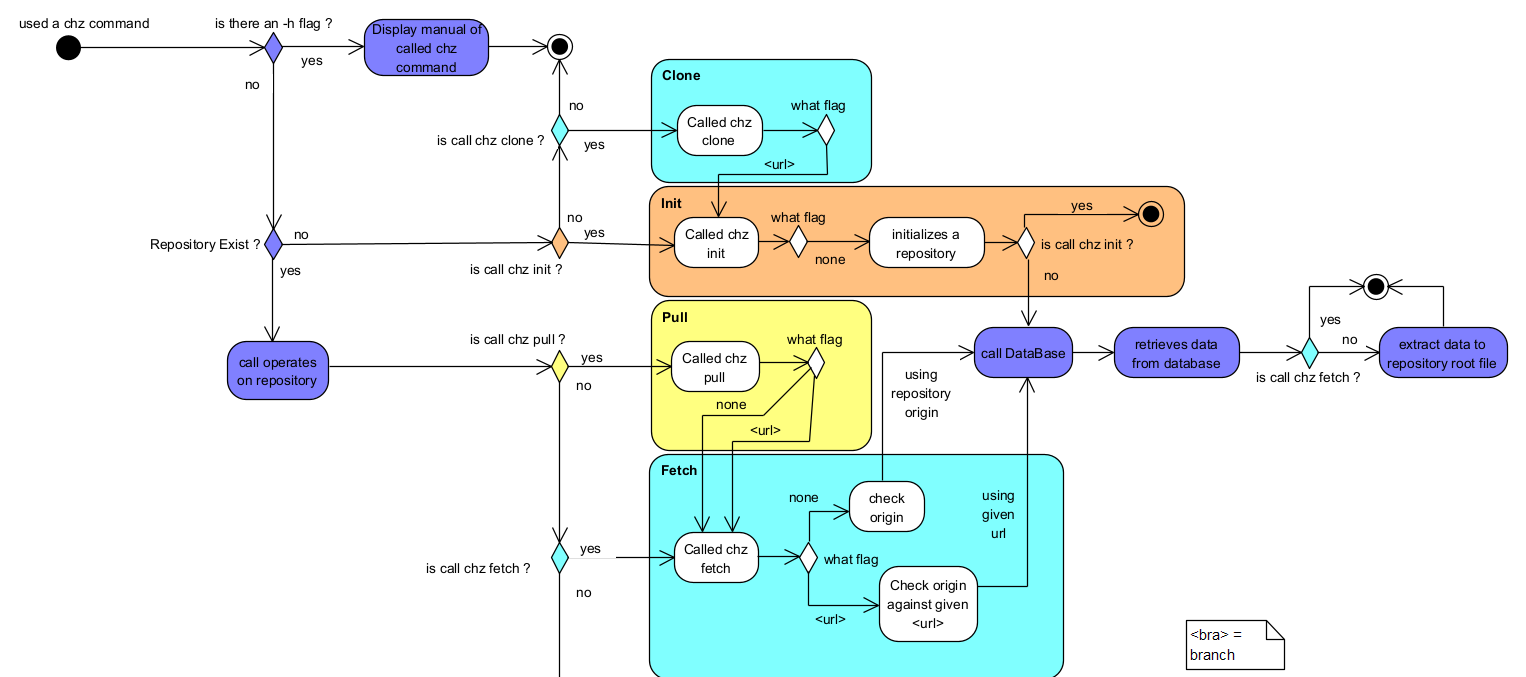 used a chz command
is there an -h flag ?
yes
no
Display manual of
called chz
command
Clone
Called chz
clone
what flag
<url>
no
is call chz clone ?
yes
Init
Called chz
init
what flag
none
initializes a
repository
yes
is call chz init ?
no
Repository Exist ?
no
yes
no
yes
is call chz init ?
call operates
on repository
is call chz pull ?
yes
no
Pull
Called chz
pull
what flag
none
<url>
using
repository
origin
call DataBase
retrieves data
from database
yes
no
is call chz fetch ?
extract data to
repository root file
Fetch
Called chz
fetch
none
check
origin
what flag
<url>
Check origin
against given
<url>
using
given
url
yes
is call chz fetch ?
no
<bra> =
branch